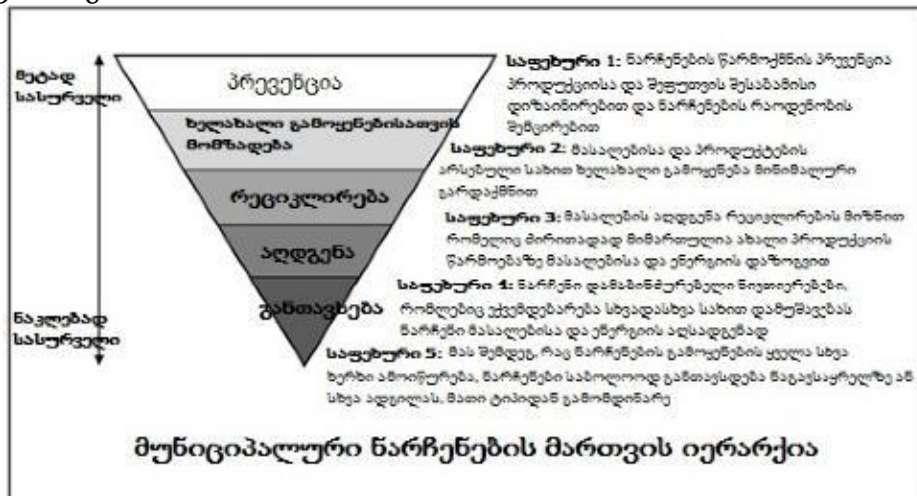 მეტად
სასურველი
პრევენცია
ხელახალი გამოყენებისათვის
მომზადება
რეციკლირება
აღდგენა
განთავსება
ნაკლებად
სასურველი
საფეხური 1: ნარჩენების წარმოქმნის პრევენცია
პროდუქციისა და შეფუთვის შესაბამისი
დიზაინირებით და ნარჩენების რაოდენობის
შემცირებით
საფეხური 2: მასალებისა და პროდუქტების
არსებული სახით ხელახალი გამოყენება მინიმალური
გარდაქმნით
საფეხური 3: მასალების აღდგენა რეციკლირების მიზნით
რომელიც ძირითადად მიმართულია ახალი პროდუქციის
წარმოებაზე მასალებისა და ენერგიის დაზოგვით
საფეხური 4: ნარჩენი დამაბინძურებელი ნივთიერებები,
რომლებიც ექვემდებარება სხვადასხვა სახით დამუშავებას
ნარჩენი მასალებისა და ენერგიის აღსადგენად
საფეხური 5: მას შემდეგ, რაც ნარჩენების გამოყენების ყველა სხვა
ხერხი ამოიწურება, ნარჩენები საბოლოოდ განთავსდება ნაგავსაყრელზე ან
სხვა ადგილას, მათი ტიპიდან გამომდინარე
მუნიციპალური ნარჩენების მართვის იერარქია